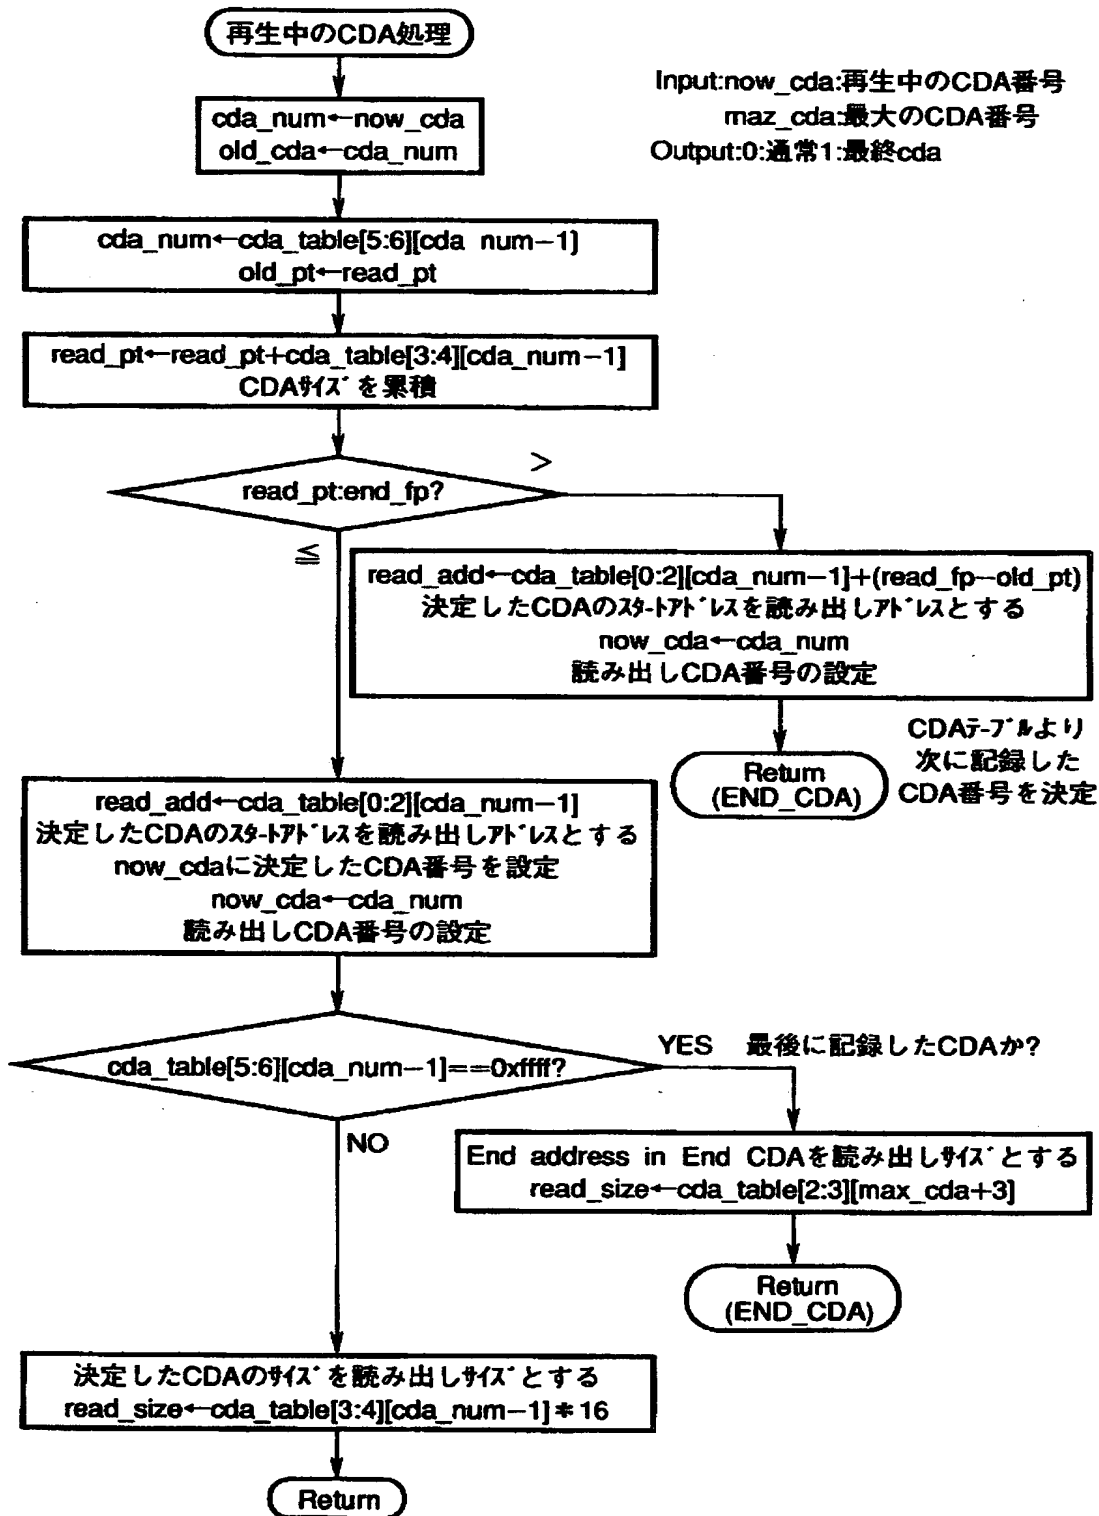 再生中のCDA処理
Input:now_cda:再生中のCDA番号
maz_cda:最大のCDA番号
Output:0:通常1:最終cda
cda_num←now_cda
old_cda←cda_num
cda_num←cda_table[5:6][cda num−1]
old_pt←read_pt
read_pt←read_pt+cda_table[3:4][cda_num−1]
CDAｻｲｽﾞを累積
read_pt:end_fp?
>
≦
read_add←cda_table[0:2][cda_num−1]+(read_fp−old_pt)
決定したCDAのｽﾀｰﾄｱﾄﾞﾚｽを読み出しｱﾄﾞﾚｽとする
now_cda←cda_num
読み出しCDA番号の設定
Return
(END_CDA)
CDAﾃｰﾌﾞﾙより
次に記録した
CDA番号を決定
read_add←cda_table[0:2][cda_num−1]
決定したCDAのｽﾀｰﾄｱﾄﾞﾚｽを読み出しｱﾄﾞﾚｽとする
now_cdaに決定したCDA番号を設定
now_cda←cda_num
読み出しCDA番号の設定
cda_table[5:6][cda_num−1]==0xffff?
YES 最後に記録したCDAか?
NO
End address in End CDAを読み出しｻｲｽﾞとする
read_size←cda_table[2:3][max_cda+3]
Return
(END_CDA)
決定したCDAのｻｲｽﾞを読み出しｻｲｽﾞとする
read_size←cda_table[3:4][cda_num−1]*16
Return